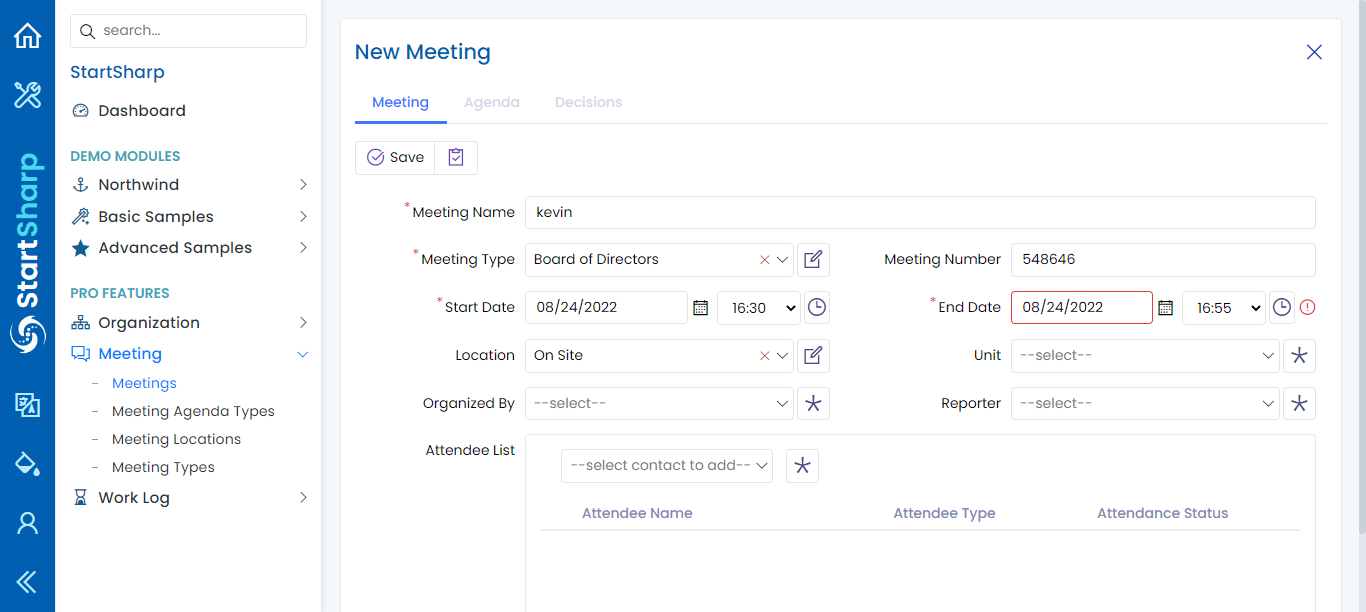 StartSharp
search...
StartSharp
Dashboard
DEMO MODULES
Northwind
Basic Samples
Advanced Samples
PRO FEATURES
Organization
Meeting
- Meetings
- Meeting Agenda Types
- Meeting Locations
- Meeting Types
Work Log
New Meeting
Meeting Agenda Decisions
Save
*Meeting Name kevin
*Meeting Type Board of Directors Meeting Number 548646
*Start Date 08/24/2022 16:30 *End Date 08/24/2022 16:55
Location On Site Unit --select--
Organized By --select-- Reporter --select--
Attendee List --select contact to add--
Attendee Name Attendee Type Attendance Status